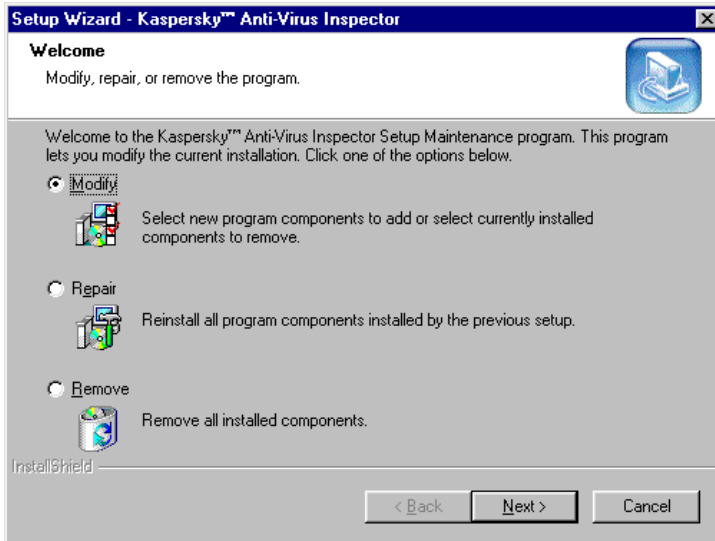 Setup Wizard - Kaspersky™ Anti-Virus Inspector
Welcome
Modify, repair, or remove the program.
Welcome to the Kaspersky™ Anti-Virus Inspector Setup Maintenance program. This program
lets you modify the current installation. Click one of the options below.
Modify
Select new program components to add or select currently installed
components to remove.
Repair
Reinstall all program components installed by the previous setup.
Remove
Remove all installed components.
InstallShield
< Back
Next >
Cancel